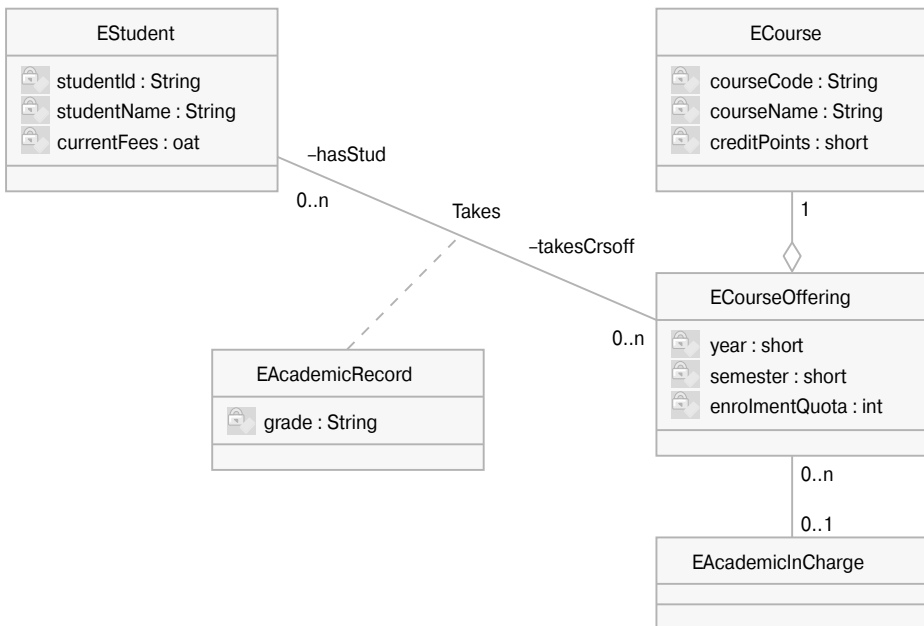 EStudent
studentId : String
studentName : String
currentFees : oat
ECourse
courseCode : String
courseName : String
creditPoints : short
–hasStud
0..n
Takes
–takesCrsoff
0..n
1
ECourseOffering
year : short
semester : short
enrolmentQuota : int
EAcademicRecord
grade : String
0..n
0..1
EAcademicInCharge